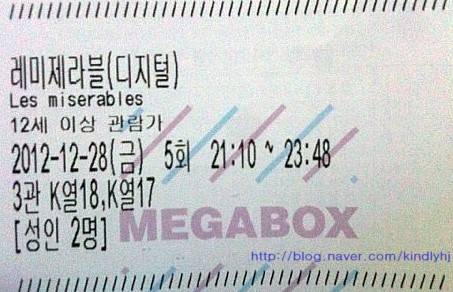 레미제라블(디지털)
Les miserables
12세 이상 관람가
2012-12-28(금) 5회 21:10 ~ 23:48
3관 K열18,K열17
MEGABOX
[성인 2명]
http://blog.naver.com/kindlyhj